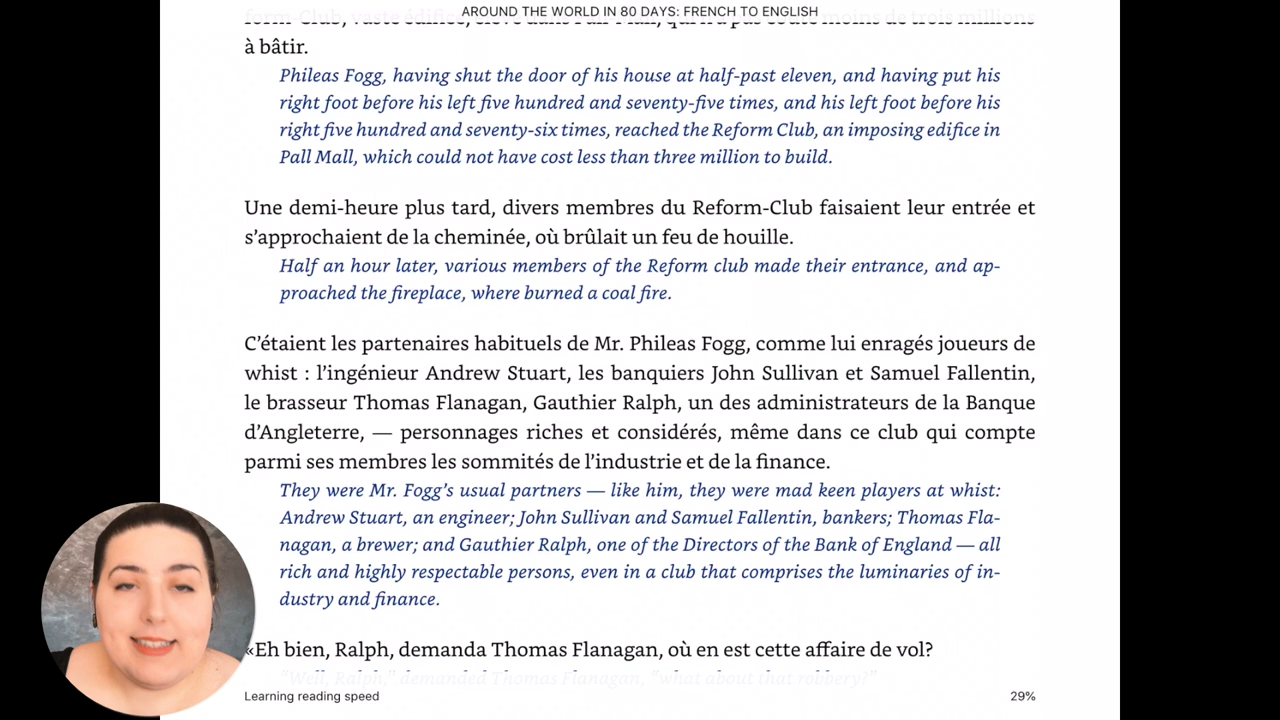 AROUND THE WORLD IN 80 DAYS: FRENCH TO ENGLISH
à bâtir.
Phileas Fogg, having shut the door of his house at half-past eleven, and having put his
right foot before his left five hundred and seventy-five times, and his left foot before his
right five hundred and seventy-six times, reached the Reform Club, an imposing edifice in
Pall Mall, which could not have cost less than three million to build.
Une demi-heure plus tard, divers membres du Reform-Club faisaient leur entrée et
s’approchaient de la cheminée, où brûlait un feu de houille.
Half an hour later, various members of the Reform club made their entrance, and ap-
proached the fireplace, where burned a coal fire.
C’étaient les partenaires habituels de Mr. Phileas Fogg, comme lui enragés joueurs de
whist : l’ingénieur Andrew Stuart, les banquiers John Sullivan et Samuel Fallentin,
le brasseur Thomas Flanagan, Gauthier Ralph, un des administrateurs de la Banque
d’Angleterre, — personnages riches et considérés, même dans ce club qui compte
parmi ses membres les sommités de l’industrie et de la finance.
They were Mr. Fogg’s usual partners — like him, they were mad keen players at whist:
Andrew Stuart, an engineer; John Sullivan and Samuel Fallentin, bankers; Thomas Fla-
nagan, a brewer; and Gauthier Ralph, one of the Directors of the Bank of England — all
rich and highly respectable persons, even in a club that comprises the luminaries of in-
dustry and finance.
«Eh bien, Ralph, demanda Thomas Flanagan, où en est cette affaire de vol?
“Well, Ralph,” demanded Thomas Flanagan, “what about that robbery?”
Learning reading speed
29%